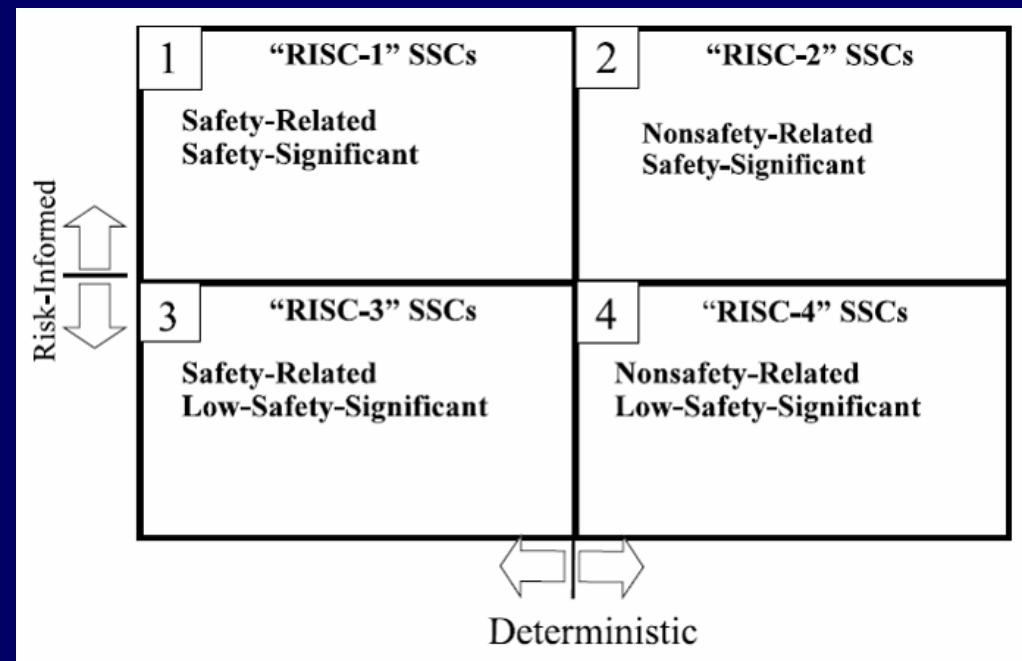 1
“RISC-1” SSCs
Safety-Related
Safety-Significant
2
“RISC-2” SSCs
Nonsafety-Related
Safety-Significant
Risk-Informed
3
“RISC-3” SSCs
Safety-Related
Low-Safety-Significant
4
“RISC-4” SSCs
Nonsafety-Related
Low-Safety-Significant
Deterministic